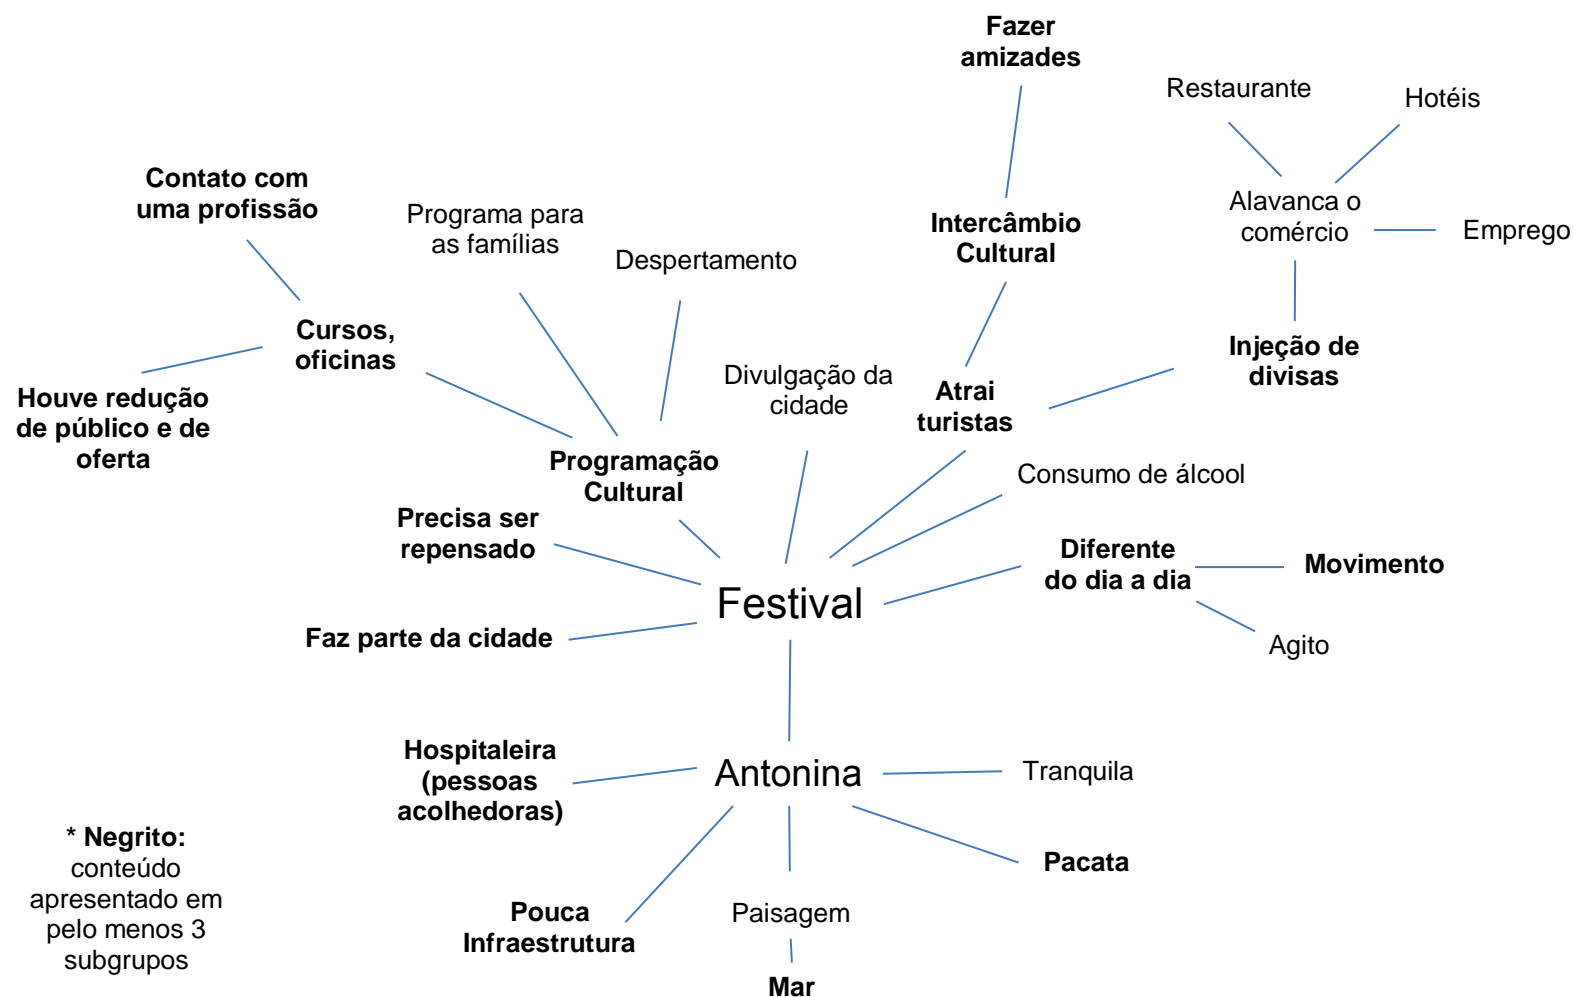 Fazer
amizades
Restaurante
Hotéis
Contato com
uma profissão
Programa para
as famílias
Despertamento
Intercâmbio
Cultural
Alavanca o
comércio
Emprego
Cursos,
oficinas
Injeção de
divisas
Houve redução
de público e de
oferta
Divulgação da
cidade
Atrai
turistas
Programação
Cultural
Consumo de álcool
Precisa ser
repensado
Diferente
do dia a dia
Movimento
Festival
Faz parte da cidade
Agito
Hospitaleira
(pessoas
acolhedoras)
Antonina
Tranquila
* Negrito:
conteúdo
apresentado em
pelo menos 3
subgrupos
Pacata
Pouca
Infraestrutura
Paisagem
Mar